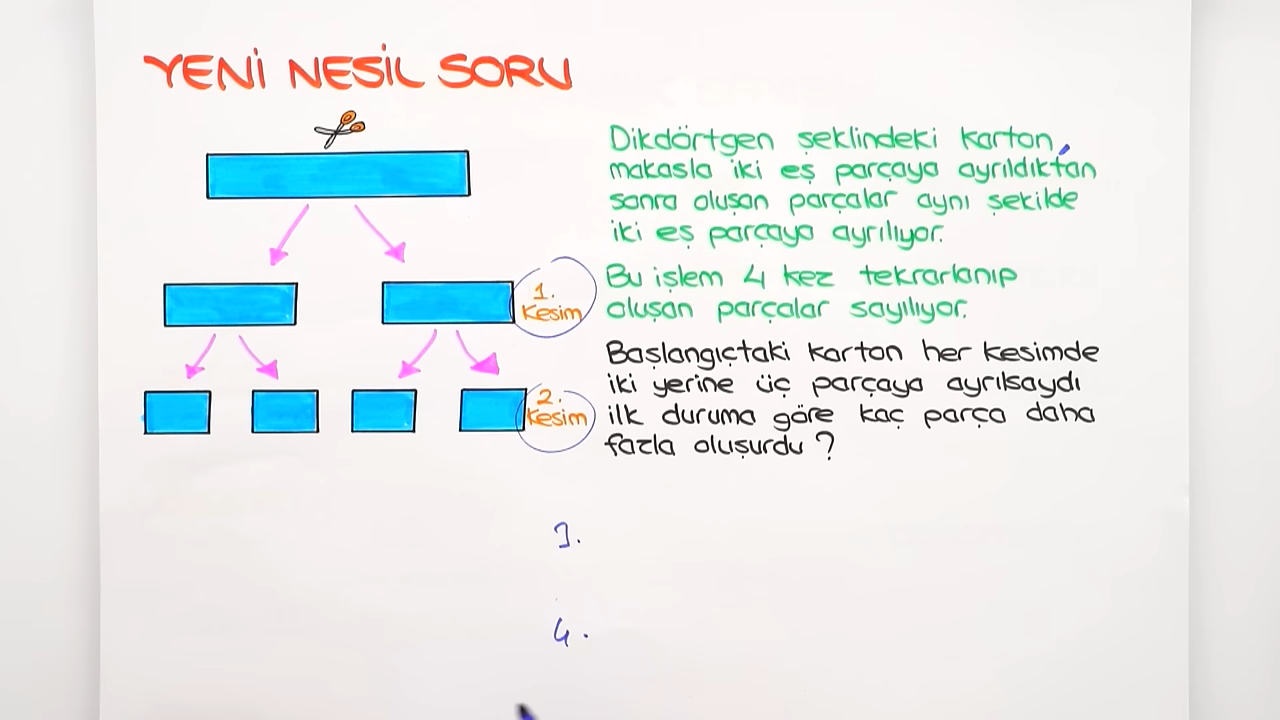 YENİ NESİL SORU
Dikdörtgen şeklindeki karton,
makasla iki eş parçaya ayrıldıktan
sonra oluşan parçalar aynı şekilde
iki eş parçaya ayrılıyor.
Bu işlem 4 kez tekrarlanıp
oluşan parçalar sayılıyor.
Başlangıçtaki karton her kesimde
iki yerine üç parçaya ayrılsaydı
ilk duruma göre kaç parça daha
fazla oluşurdu ?
1.
Kesim
2.
Kesim
3.
4.